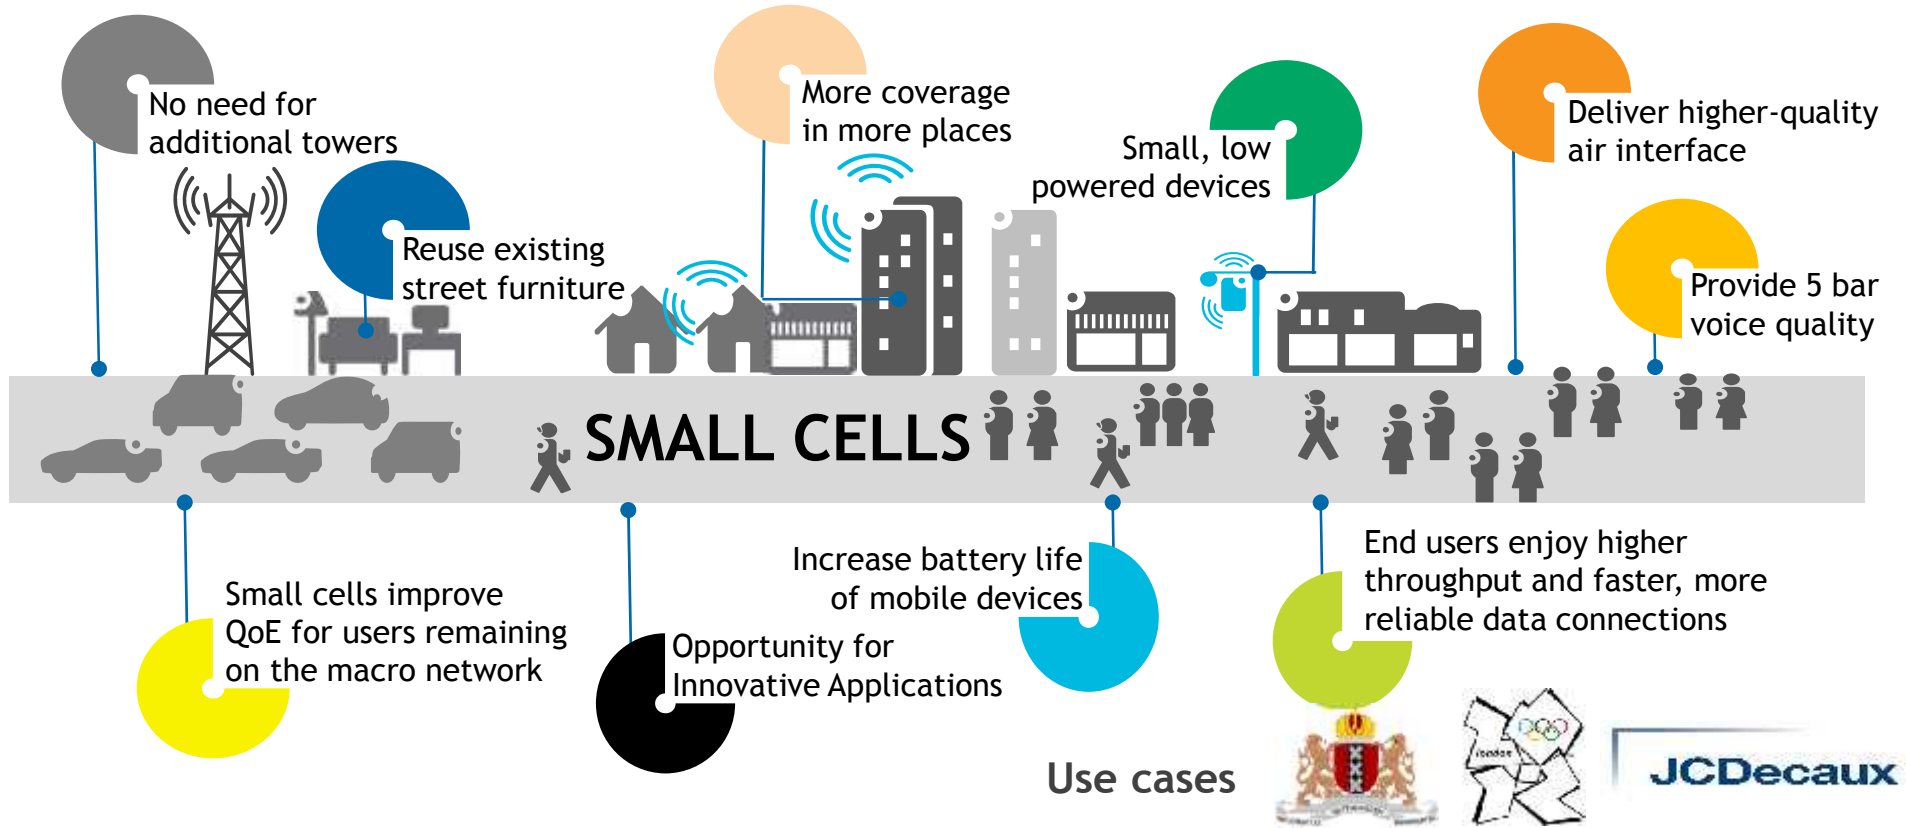 No need for
additional towers
Reuse existing
street furniture
More coverage
in more places
Small, low
powered devices
Deliver higher-quality
air interface
Provide 5 bar
voice quality
SMALL CELLS
Small cells improve
QoE for users remaining
on the macro network
Opportunity for
Innovative Applications
Increase battery life
of mobile devices
End users enjoy higher
throughput and faster, more
reliable data connections
Use cases
london
JCDecaux